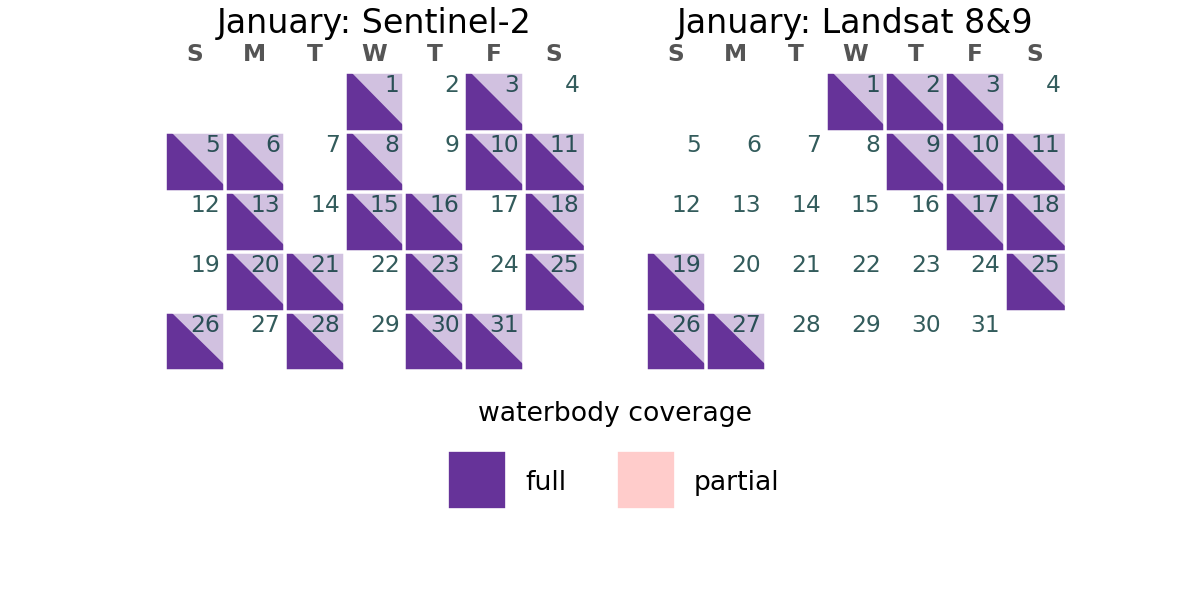 January: Sentinel-2
S M T W T F S
1 2 3 4
5 6 7 8 9 10 11
12 13 14 15 16 17 18
19 20 21 22 23 24 25
26 27 28 29 30 31
January: Landsat 8&9
S M T W T F S
1 2 3 4
5 6 7 8 9 10 11
12 13 14 15 16 17 18
19 20 21 22 23 24 25
26 27 28 29 30 31
waterbody coverage
full partial